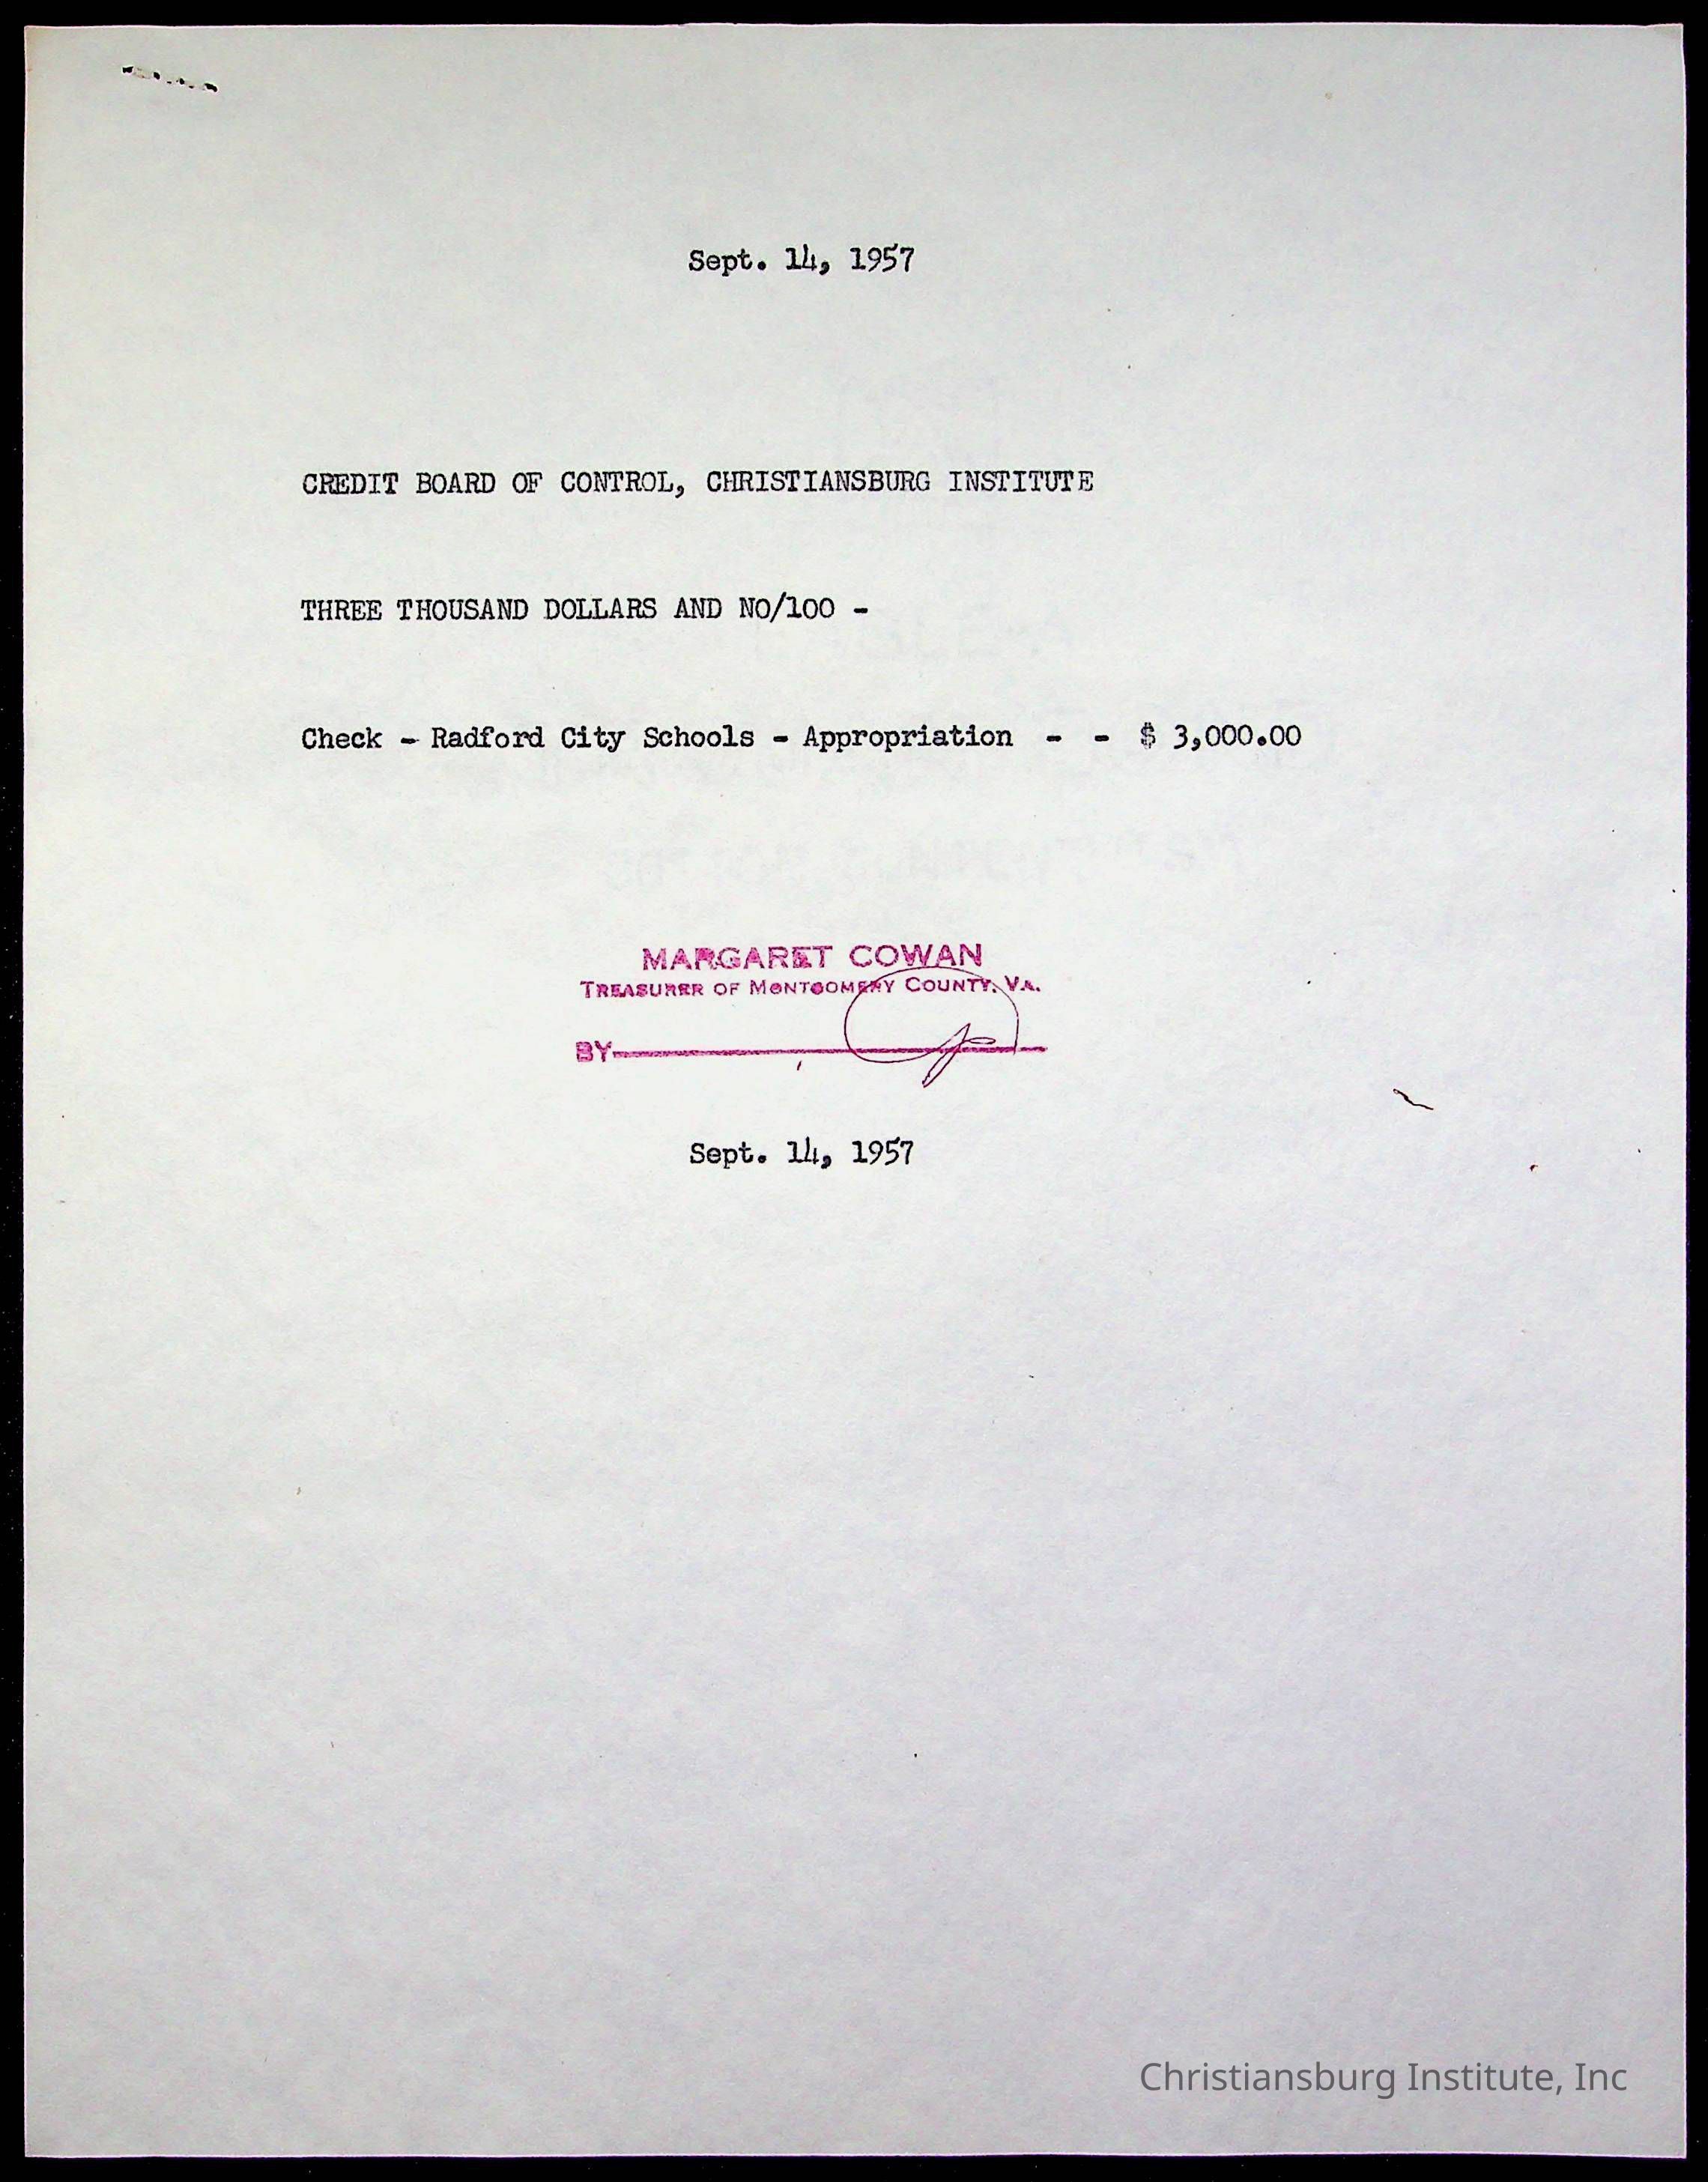 Sept. 14, 1957
CREDIT BOARD OF CONTROL, CHRISTIANSBURG INSTITUTE
THREE THOUSAND DOLLARS AND NO/100 -
Check - Radford City Schools - Appropriation - - $ 3,000.00
MARGARET COWAN
TREASURER OF MONTGOMERY COUNTY, VA.
BY
Sept. 14, 1957
Christiansburg Institute, Inc